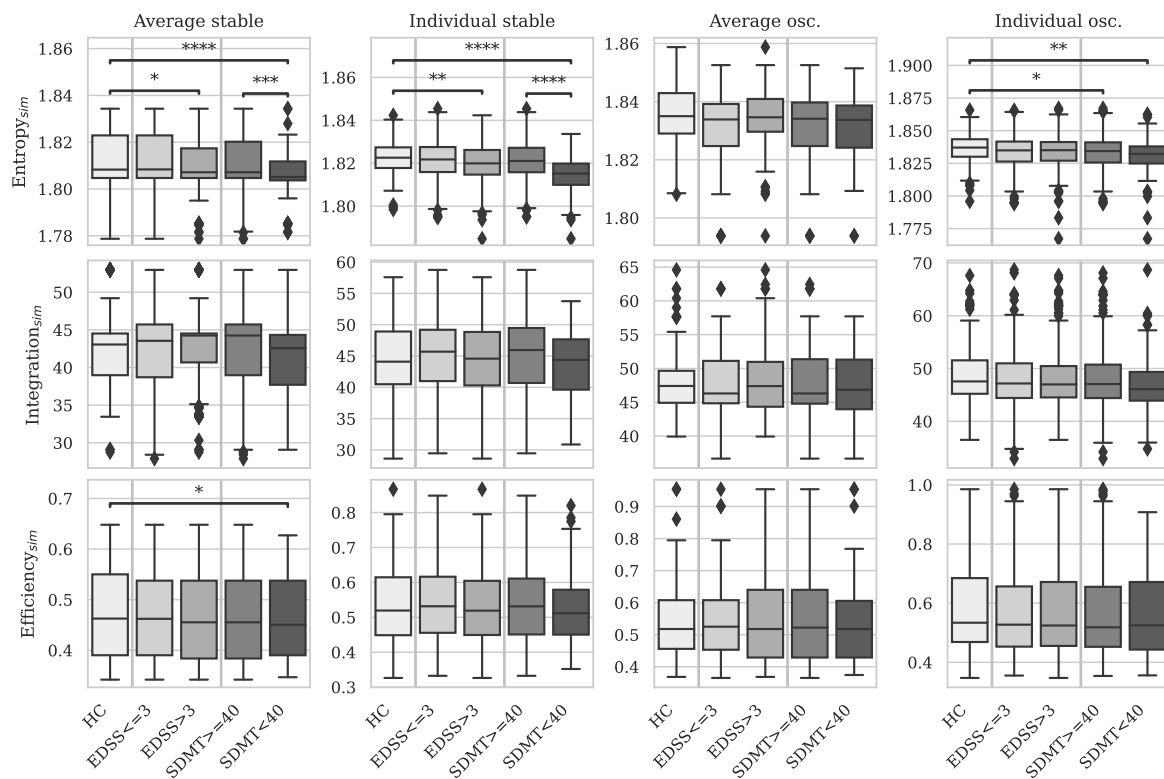 Average stable
Individual stable
Average osc.
Individual osc.
Entropy_sim
1.86
1.84
1.82
1.80
1.78
****
*
***
1.86
1.84
1.82
1.80
****
**
****
1.86
1.84
1.82
1.80
1.900
1.875
1.850
1.825
1.800
1.775
**
*
Integration_sim
50
45
40
35
30
60
55
50
45
40
35
30
65
60
55
50
45
40
70
60
50
40
Efficiency_sim
0.7
0.6
0.5
0.4
*
0.8
0.7
0.6
0.5
0.4
0.3
0.9
0.8
0.7
0.6
0.5
0.4
1.0
0.8
0.6
0.4
HC
EDSS<=3
EDSS>3
SDMT>=40
SDMT<40
HC
EDSS<=3
EDSS>3
SDMT>=40
SDMT<40
HC
EDSS<=3
EDSS>3
SDMT>=40
SDMT<40
HC
EDSS<=3
EDSS>3
SDMT>=40
SDMT<40